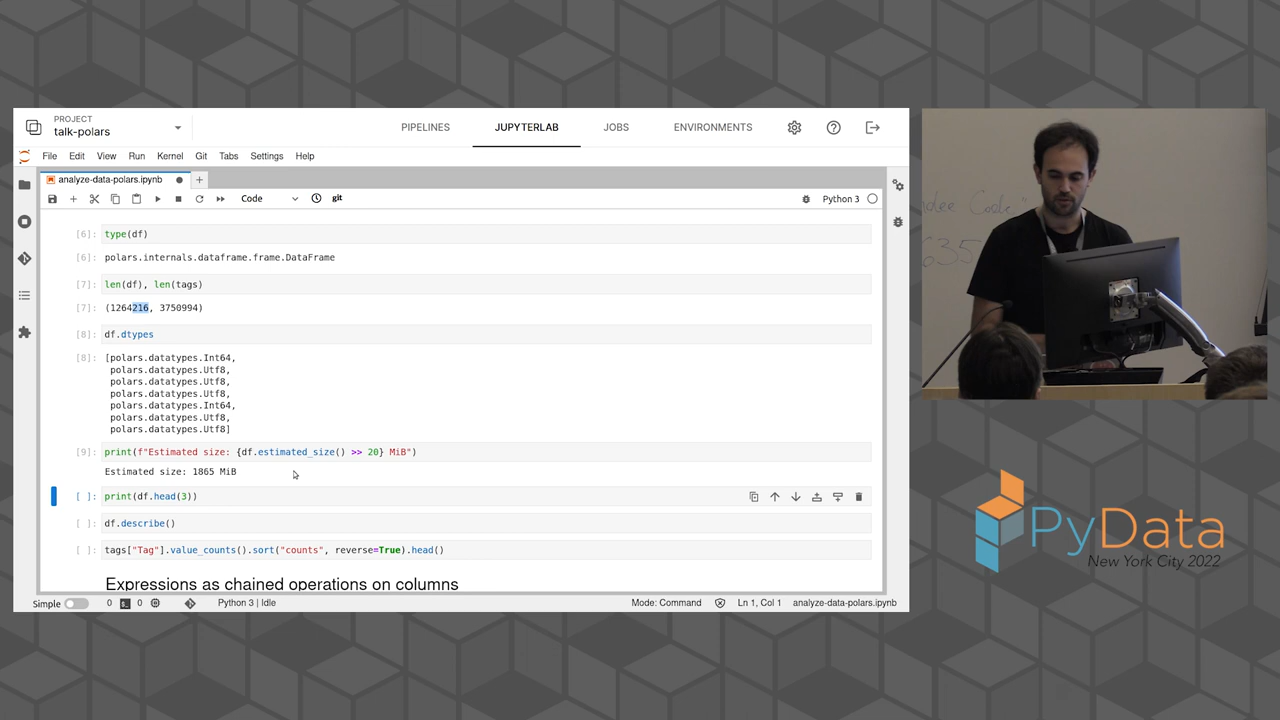 PROJECT
talk-polars
PIPELINES
JUPYTERLAB
JOBS
ENVIRONMENTS
File Edit View Run Kernel Git Tabs Settings Help
analyze-data-polars.ipynb
Code
git
Python 3
[6]: type(df)
[6]: polars.internals.dataframe.frame.DataFrame
[7]: len(df), len(tags)
[7]: (1264216, 3750994)
[8]: df.dtypes
[8]: [polars.datatypes.Int64,
polars.datatypes.Utf8,
polars.datatypes.Utf8,
polars.datatypes.Utf8,
polars.datatypes.Int64,
polars.datatypes.Utf8,
polars.datatypes.Utf8]
[9]: print(f"Estimated size: {df.estimated_size() >> 20} MiB")
Estimated size: 1865 MiB
[ ]: print(df.head(3))
[ ]: df.describe()
[ ]: tags["Tag"].value_counts().sort("counts", reverse=True).head()
Expressions as chained operations on columns
Simple 0 0 Python 3 | Idle Mode: Command Ln 1, Col 1 analyze-data-polars.ipynb
Code"
635
PyData
New York City 2022